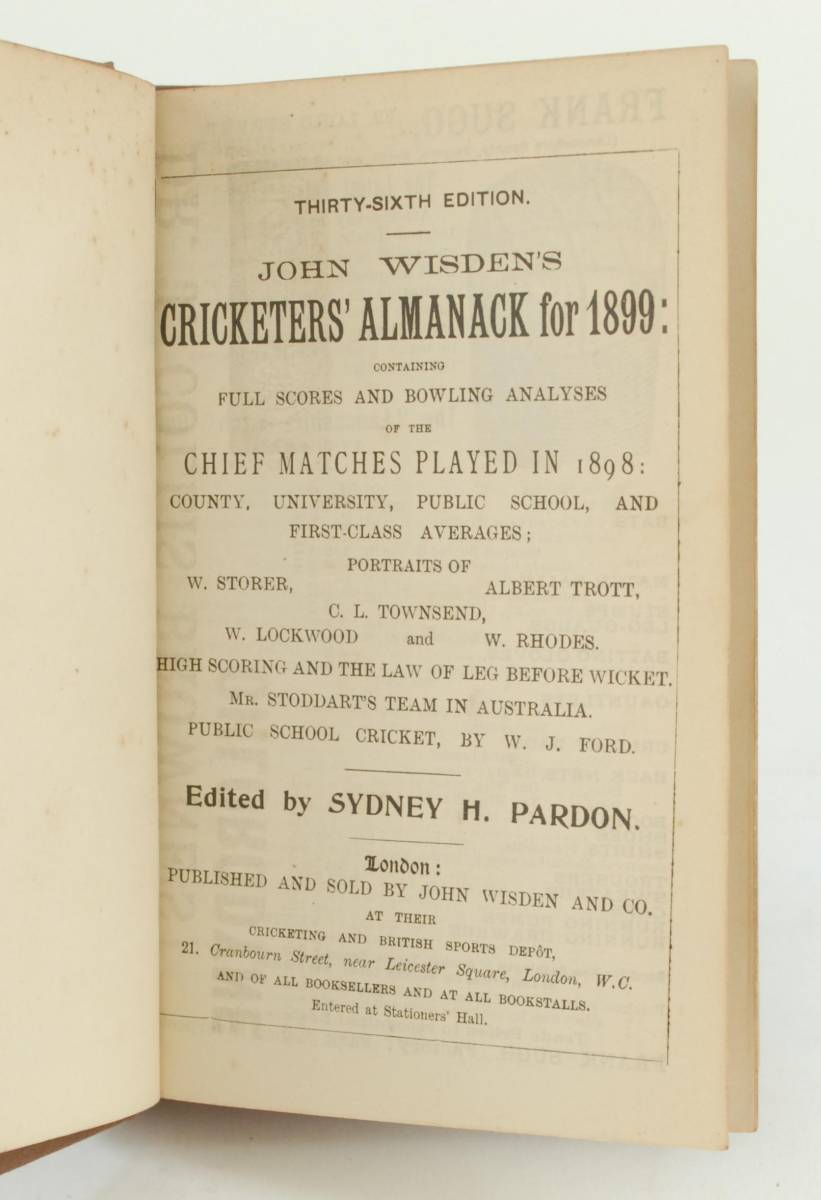 THIRTY-SIXTH EDITION.
JOHN WISDEN'S
CRICKETERS' ALMANACK for 1899:
CONTAINING
FULL SCORES AND BOWLING ANALYSES
OF THE
CHIEF MATCHES PLAYED IN 1898:
COUNTY, UNIVERSITY, PUBLIC SCHOOL, AND
FIRST-CLASS AVERAGES;
PORTRAITS OF
W. STORER, ALBERT TROTT,
C. L. TOWNSEND,
W. LOCKWOOD and W. RHODES.
HIGH SCORING AND THE LAW OF LEG BEFORE WICKET.
MR. STODDART'S TEAM IN AUSTRALIA.
PUBLIC SCHOOL CRICKET, BY W. J. FORD.
Edited by SYDNEY H. PARDON.
London:
PUBLISHED AND SOLD BY JOHN WISDEN AND CO.
AT THEIR
CRICKETING AND BRITISH SPORTS DEPÔT,
21. Cranbourn Street, near Leicester Square, London, W.C.
AND OF ALL BOOKSELLERS AND AT ALL BOOKSTALLS.
Entered at Stationers' Hall.